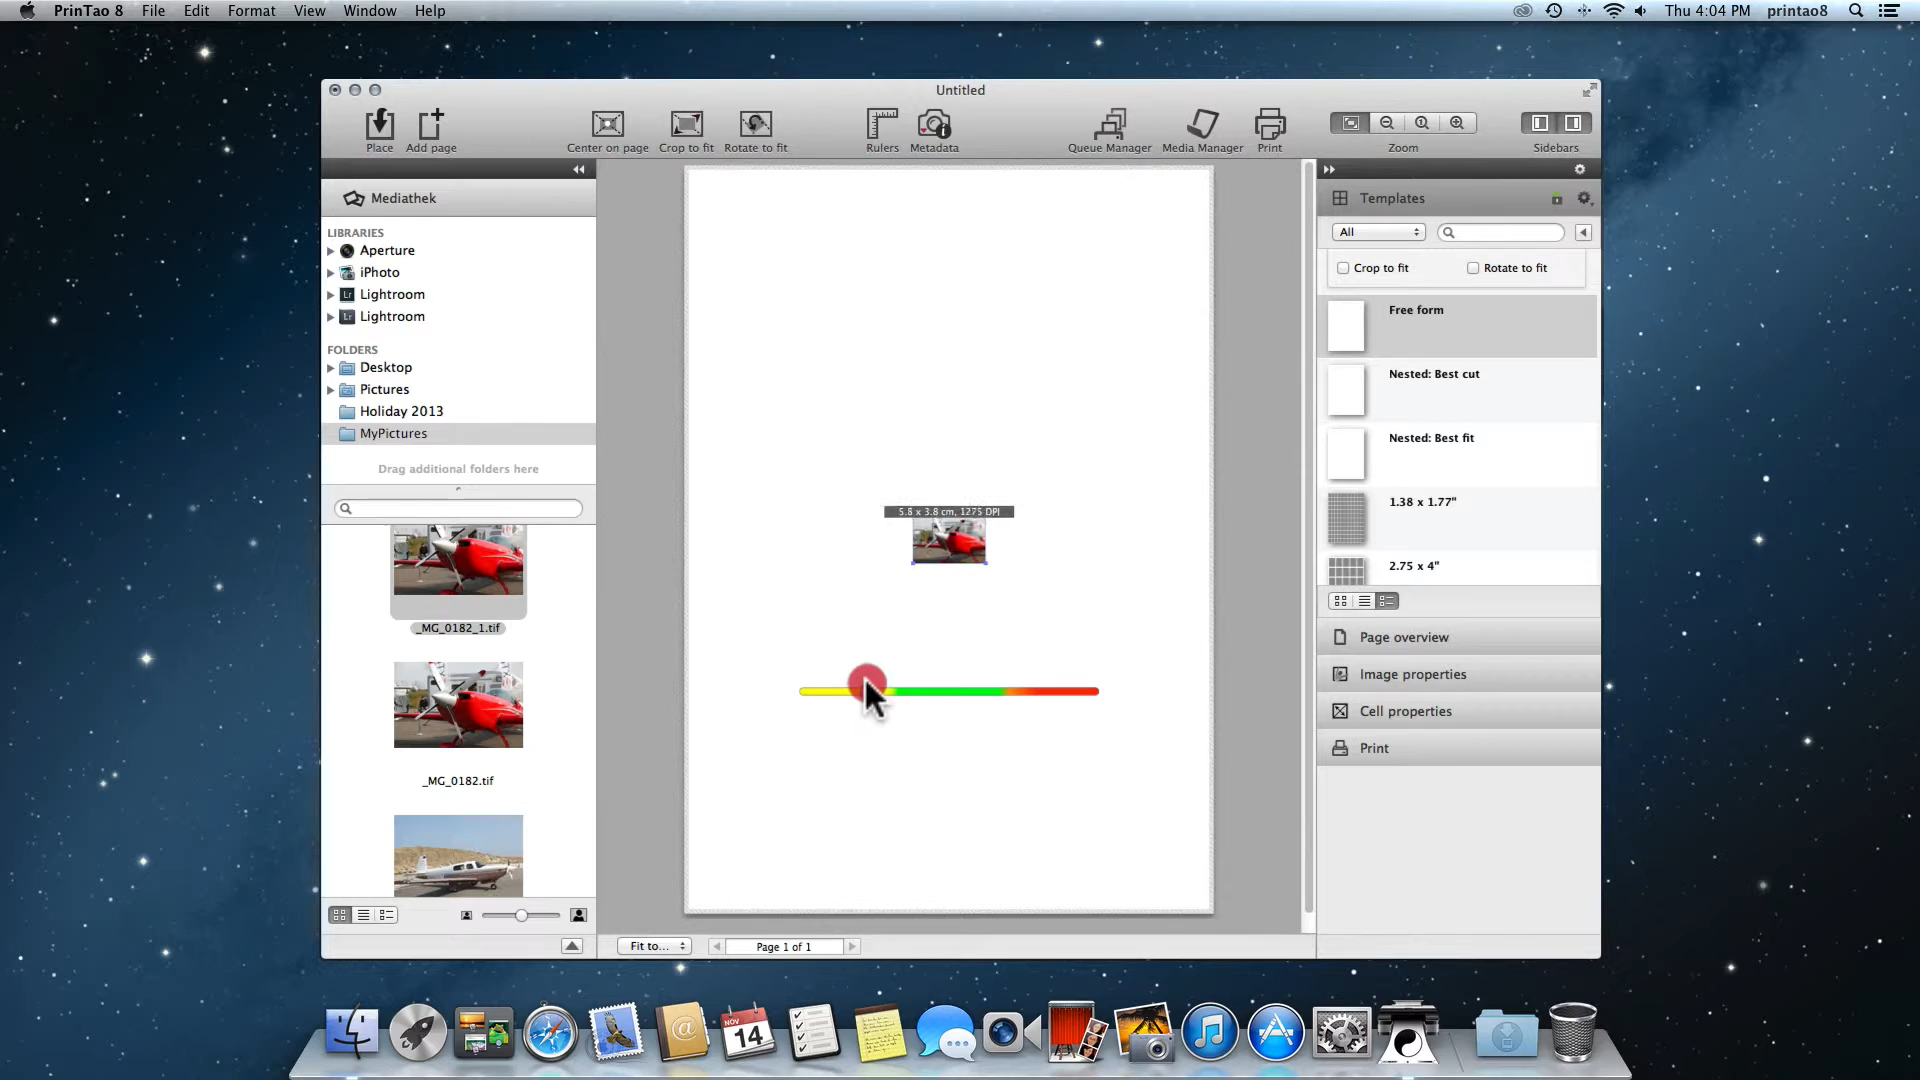 PrinTao 8 File Edit Format View Window Help
Thu 4:04 PM printao8
Untitled
Place Add page Center on page Crop to fit Rotate to fit Rulers Metadata Queue Manager Media Manager Print Zoom Sidebars
Mediathek
LIBRARIES
Aperture
iPhoto
Lr Lightroom
Lr Lightroom
FOLDERS
Desktop
Pictures
Holiday 2013
MyPictures
Drag additional folders here
_MG_0182_1.tif
_MG_0182.tif
5.8 x 3.8 cm, 1275 DPI
Fit to...
Page 1 of 1
Templates
All
Crop to fit Rotate to fit
Free form
Nested: Best cut
Nested: Best fit
1.38 x 1.77"
2.75 x 4"
Page overview
Image properties
Cell properties
Print
NOV
14